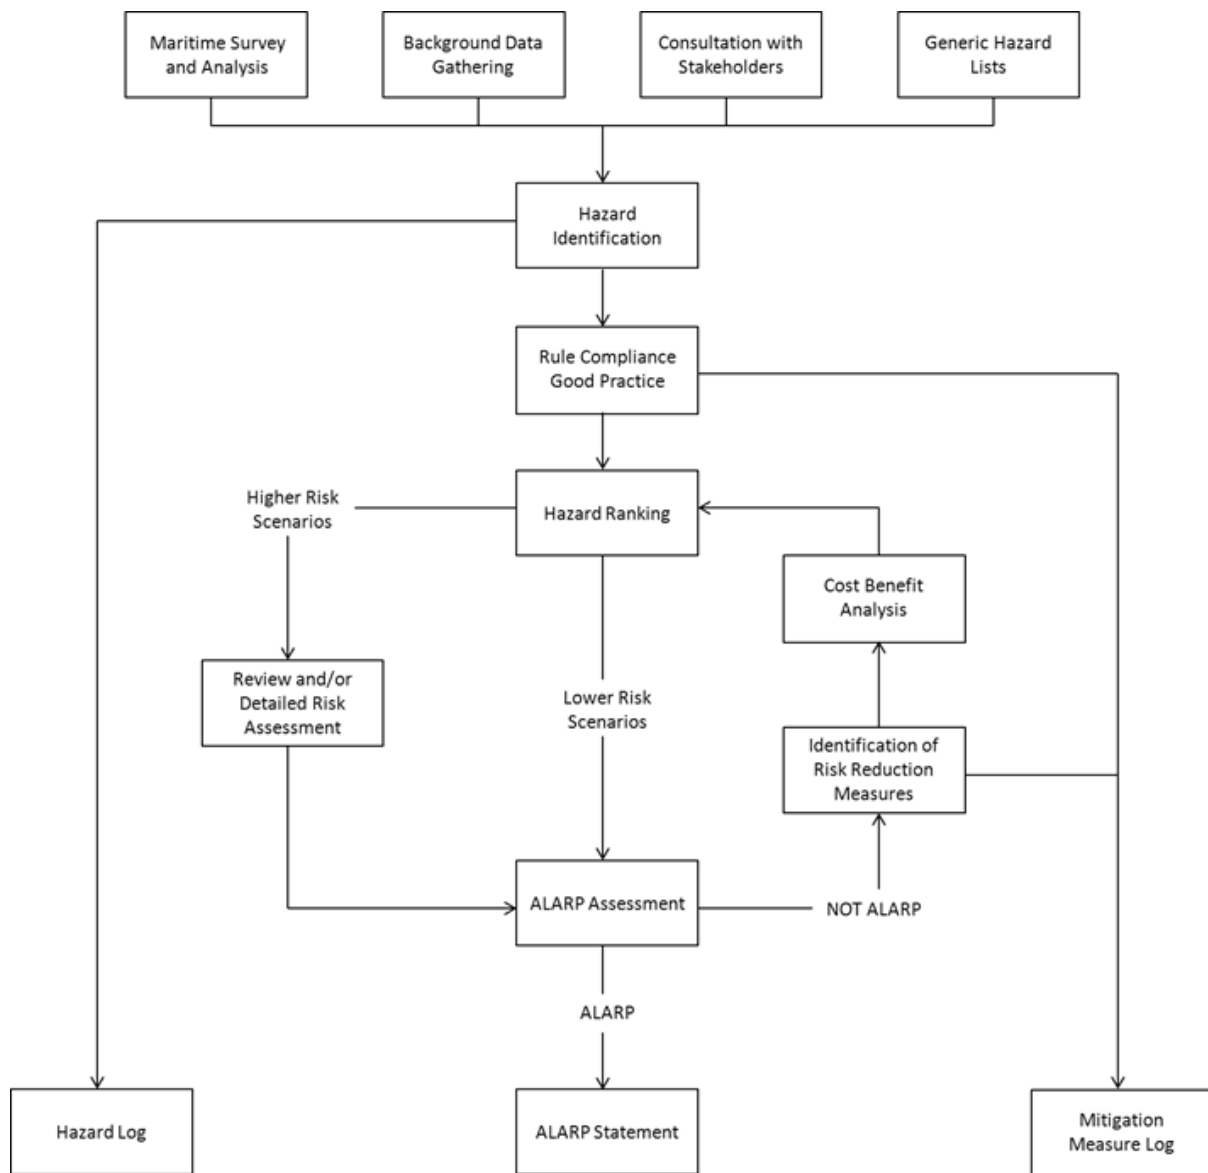 Maritime Survey
and Analysis
Background Data
Gathering
Consultation with
Stakeholders
Generic Hazard
Lists
Hazard
Identification
Rule Compliance
Good Practice
Higher Risk
Scenarios
Hazard Ranking
Cost Benefit
Analysis
Review and/or
Detailed Risk
Assessment
Lower Risk
Scenarios
Identification of
Risk Reduction
Measures
ALARP Assessment
NOT ALARP
ALARP
Hazard Log
ALARP Statement
Mitigation
Measure Log